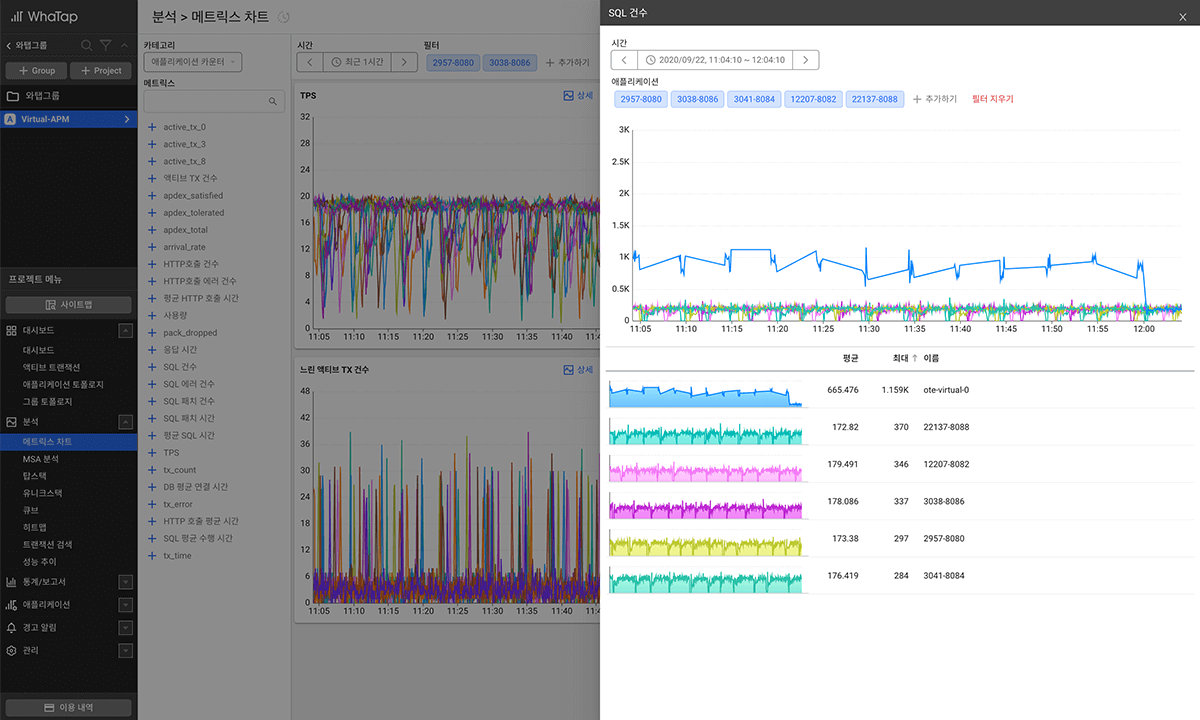 WhaTap
와탭그룹
+ Group
+ Project
와탭그룹
A Virtual-APM
프로젝트 메뉴
사이트맵
대시보드
대시보드
액티브 트랜잭션
애플리케이션 토폴로지
그룹 토폴로지
분석
메트릭스 차트
MSA 분석
탑스택
유니크스택
큐브
히트맵
트랜잭션 검색
성능 추이
통계/보고서
애플리케이션
경고 알림
관리
이용 내역
분석 > 메트릭스 차트
카테고리
애플리케이션 카운터
메트릭스
+ active_tx_0
+ active_tx_3
+ active_tx_8
+ 액티브 TX 건수
+ apdex_satisfied
+ apdex_tolerated
+ apdex_total
+ arrival_rate
+ HTTP호출 건수
+ HTTP호출 에러 건수
+ 평균 HTTP 호출 시간
+ 사용량
+ pack_dropped
+ 응답 시간
+ SQL 건수
+ SQL 에러 건수
+ SQL 패치 건수
+ SQL 패치 시간
+ 평균 SQL 시간
+ TPS
+ tx_count
+ DB 평균 연결 시간
+ tx_error
+ HTTP 호출 평균 시간
+ SQL 평균 수행 시간
+ tx_time
시간
필터
최근 1시간
2957-8080
3038-8086
+ 추가하기
TPS
상세
32
28
24
20
16
12
8
4
0
11:05 11:10 11:15 11:20 11:25 11:30 11:35 11:40 11:4
느린 액티브 TX 건수
상세
48
42
36
30
24
18
12
6
0
11:05 11:10 11:15 11:20 11:25 11:30 11:35 11:40 11:4
SQL 건수
시간
2020/09/22, 11:04:10 ~ 12:04:10
애플리케이션
2957-8080 3038-8086 3041-8084 12207-8082 22137-8088 + 추가하기 필터 지우기
3K
2.5K
2K
1.5K
1K
0.5K
0
11:05 11:10 11:15 11:20 11:25 11:30 11:35 11:40 11:45 11:50 11:55 12:00
평균 최대 ↑ 이름
665.476 1.159K ote-virtual-0
172.82 370 22137-8088
179.491 346 12207-8082
178.086 337 3038-8086
173.38 297 2957-8080
176.419 284 3041-8084